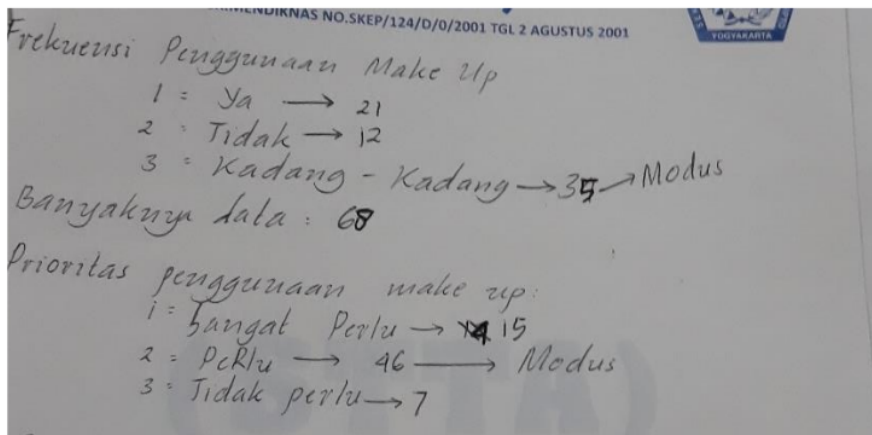 NDIKNAS NO.SKEP/124/D/0/2001 TGL 2 AGUSTUS 2001
YOGYAKARTA
Frekuensi Penggunaan Make Up
1 = Ya → 21
2 = Tidak → 12
3 = Kadang - Kadang → 35 → Modus
Banyaknya data : 68
Prioritas penggunaan make up :
1 = Sangat Perlu → 15
2 = PeRlu → 46 → Modus
3 = Tidak perlu → 7
(STTA)